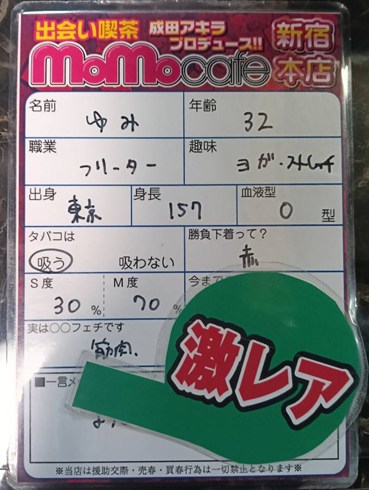 出会い喫茶 成田アキラ
プロデュース!!
MoMocafe
新宿
本店
名前 ゆみ 年齢 32
職業 フリーター 趣味 ヨガ・ストレッチ
出身 東京 身長 157 血液型 O 型
タバコは 吸う 吸わない 勝負下着って? 赤
S度 30 % M度 70 % 今まで
実は○○フェチです 筋肉
激レア
■一言メ
※当店は援助交際・売春・買春行為は一切禁止となります※